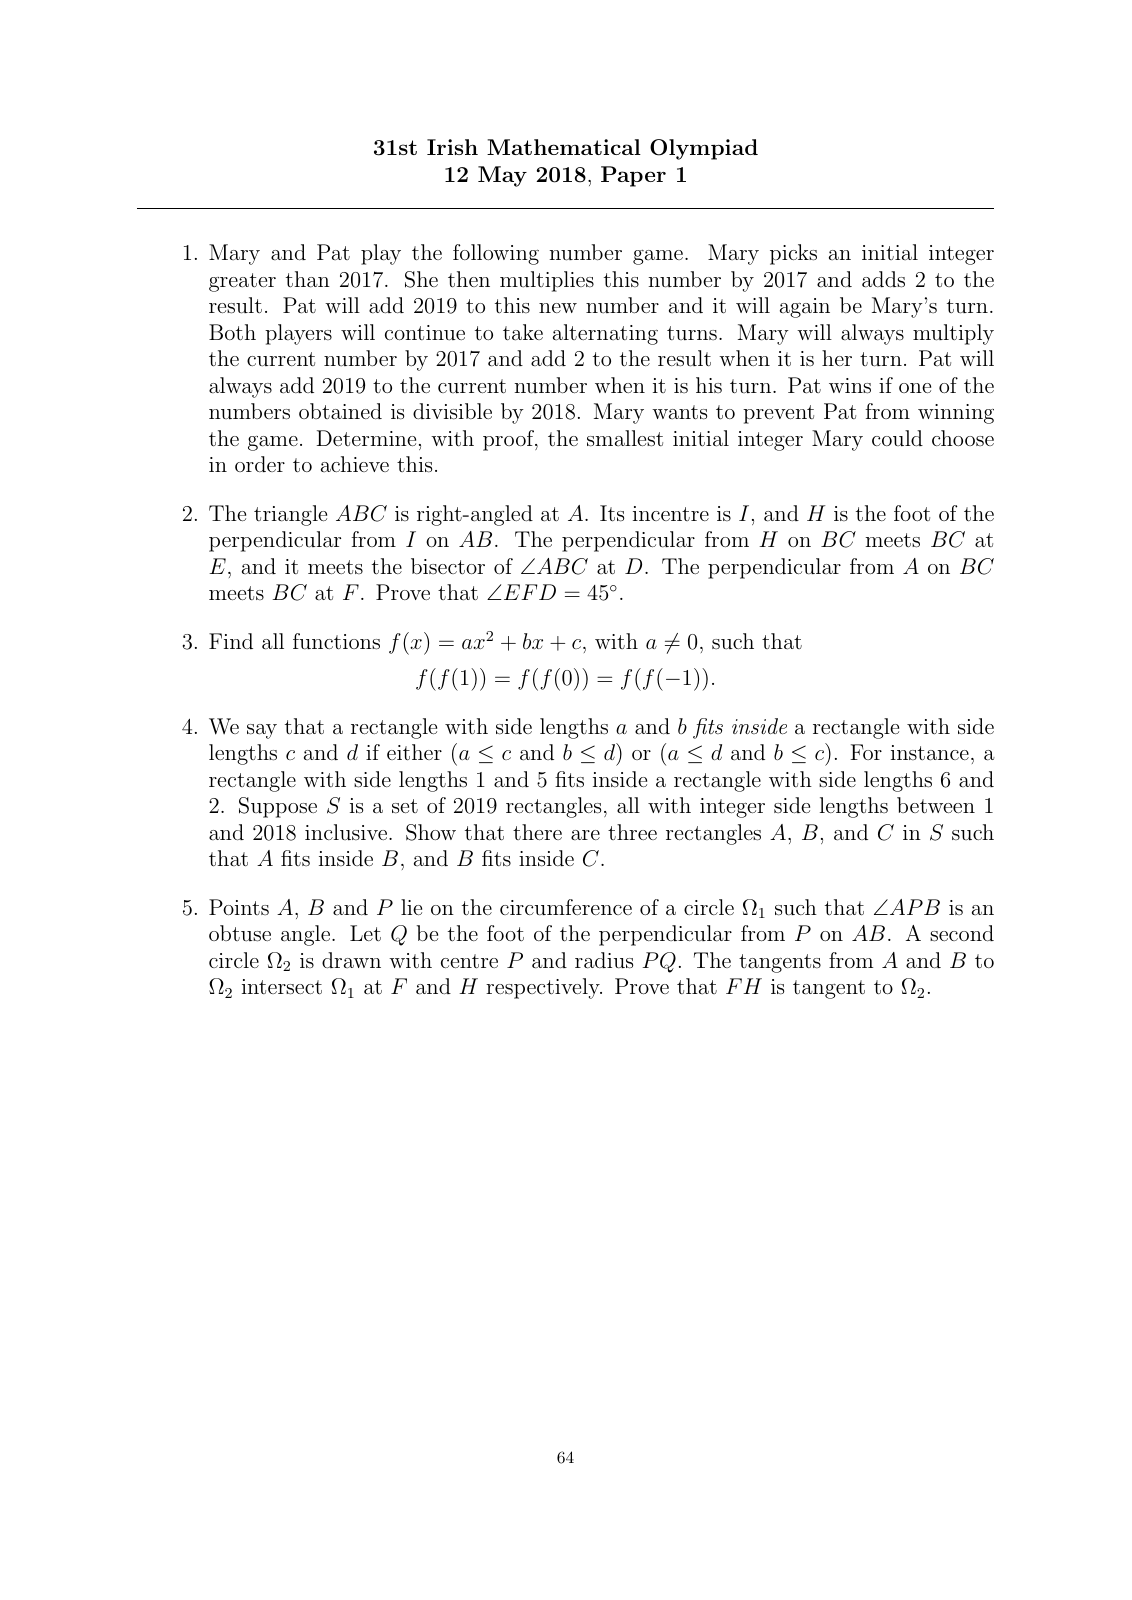 31st Irish Mathematical Olympiad
12 May 2018, Paper 1
1. Mary and Pat play the following number game. Mary picks an initial integer
greater than 2017. She then multiplies this number by 2017 and adds 2 to the
result. Pat will add 2019 to this new number and it will again be Mary's turn.
Both players will continue to take alternating turns. Mary will always multiply
the current number by 2017 and add 2 to the result when it is her turn. Pat will
always add 2019 to the current number when it is his turn. Pat wins if one of the
numbers obtained is divisible by 2018. Mary wants to prevent Pat from winning
the game. Determine, with proof, the smallest initial integer Mary could choose
in order to achieve this.
2. The triangle ABC is right-angled at A. Its incentre is I, and H is the foot of the
perpendicular from I on AB. The perpendicular from H on BC meets BC at
E, and it meets the bisector of ∠ABC at D. The perpendicular from A on BC
meets BC at F. Prove that ∠EFD = 45°.
3. Find all functions f(x) = ax² + bx + c, with a ≠ 0, such that
f(f(1)) = f(f(0)) = f(f(−1)).
4. We say that a rectangle with side lengths a and b fits inside a rectangle with side
lengths c and d if either (a ≤ c and b ≤ d) or (a ≤ d and b ≤ c). For instance, a
rectangle with side lengths 1 and 5 fits inside a rectangle with side lengths 6 and
2. Suppose S is a set of 2019 rectangles, all with integer side lengths between 1
and 2018 inclusive. Show that there are three rectangles A, B, and C in S such
that A fits inside B, and B fits inside C.
5. Points A, B and P lie on the circumference of a circle Ω₁ such that ∠APB is an
obtuse angle. Let Q be the foot of the perpendicular from P on AB. A second
circle Ω₂ is drawn with centre P and radius PQ. The tangents from A and B to
Ω₂ intersect Ω₁ at F and H respectively. Prove that FH is tangent to Ω₂.
64